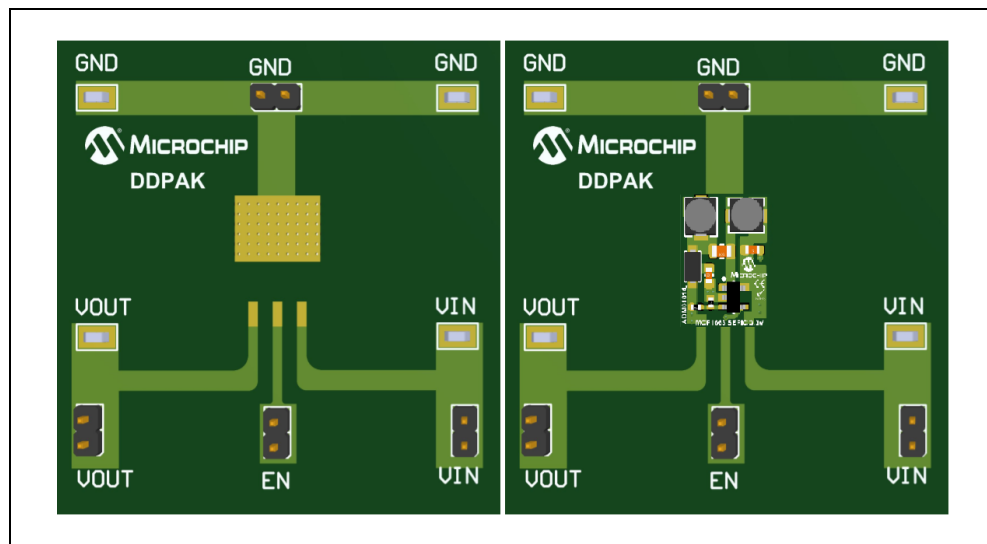 GND GND GND
MICROCHIP
DDPAK
VOUT VIN
VOUT EN VIN
GND GND GND
MICROCHIP
DDPAK
MICROCHIP
VOUT VIN
VOUT EN VIN